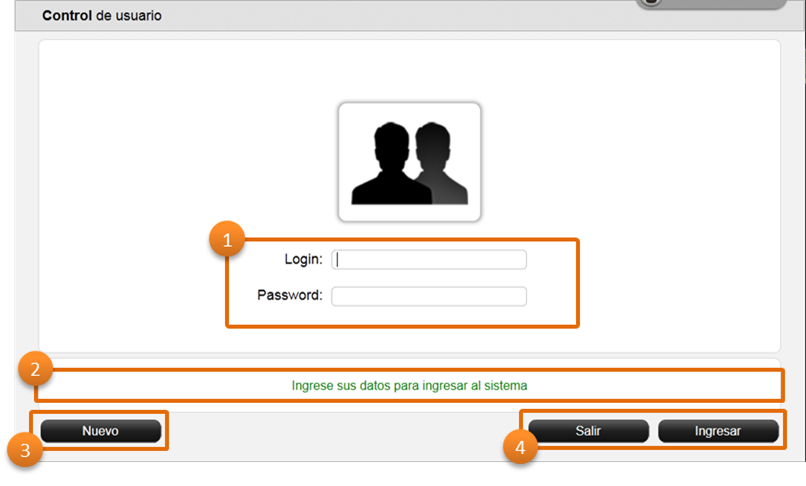 Control de usuario
1
Login:
Password:
2
Ingrese sus datos para ingresar al sistema
Nuevo
Salir
Ingresar
3
4